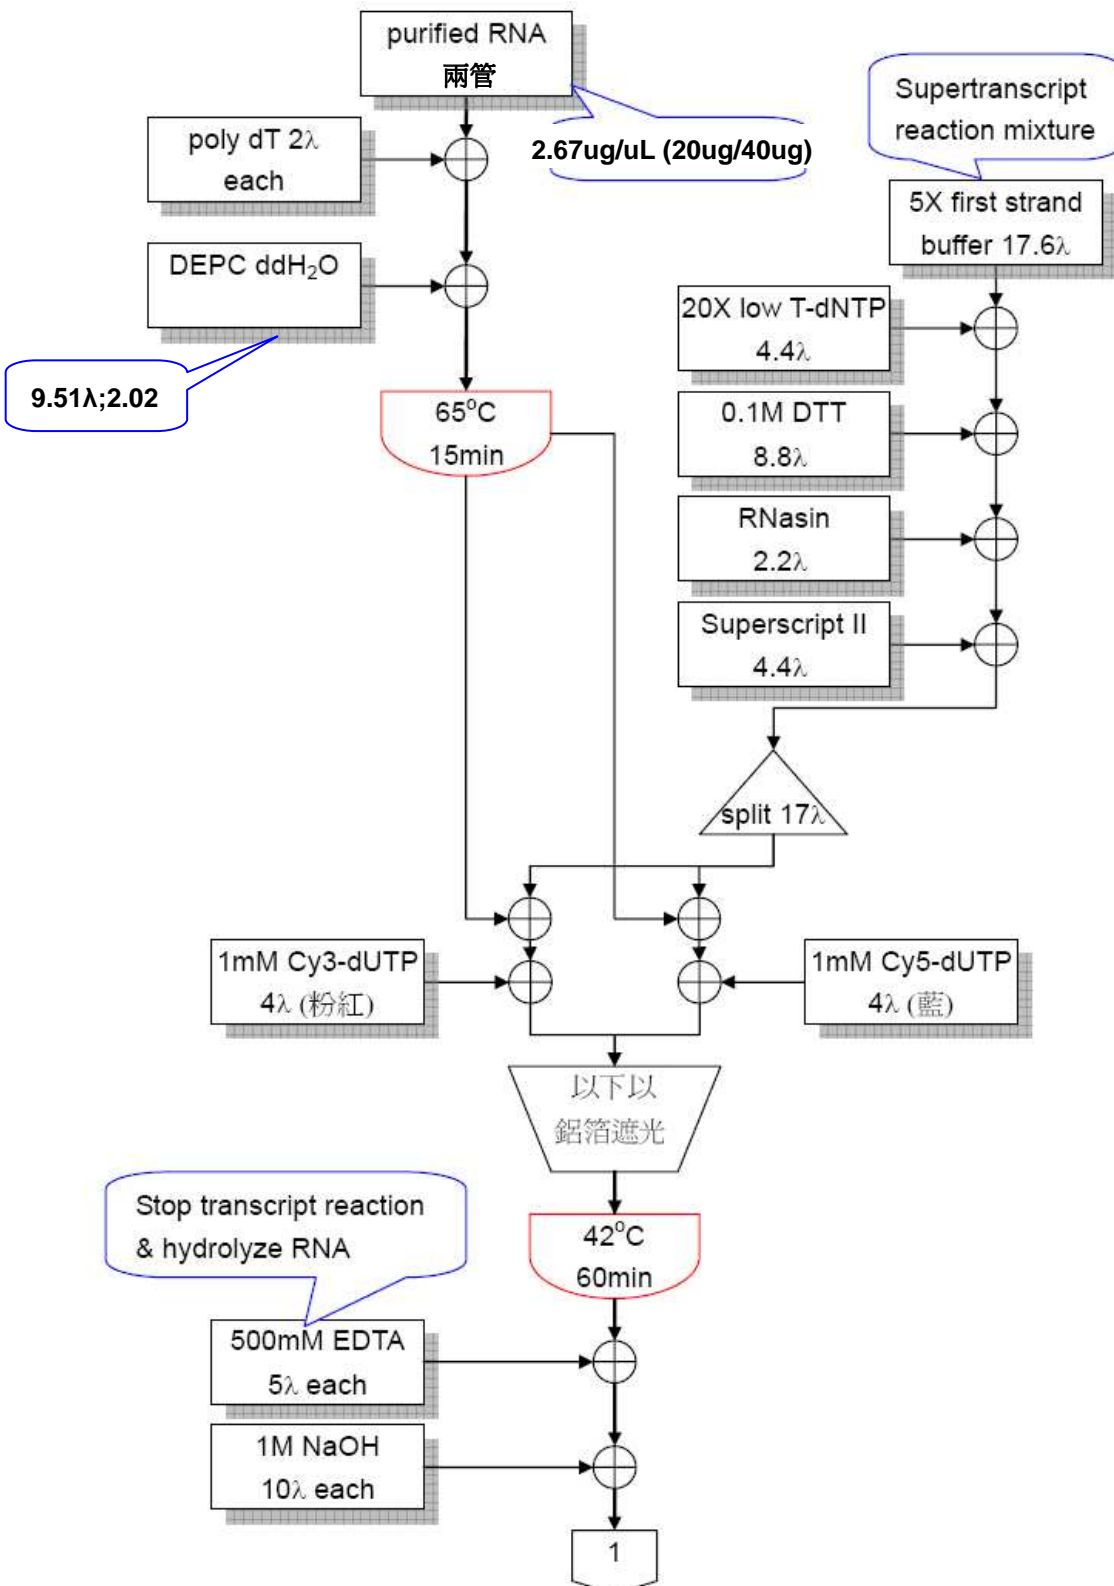 purified RNA
兩管
Supertranscript
reaction mixture
poly dT 2λ
each
2.67ug/uL (20ug/40ug)
5X first strand
buffer 17.6λ
DEPC ddH₂O
20X low T-dNTP
4.4λ
9.51λ;2.02
65°C
15min
0.1M DTT
8.8λ
RNasin
2.2λ
Superscript II
4.4λ
split 17λ
1mM Cy3-dUTP
4λ (粉紅)
1mM Cy5-dUTP
4λ (藍)
以下以
鋁箔遮光
Stop transcript reaction
& hydrolyze RNA
42°C
60min
500mM EDTA
5λ each
1M NaOH
10λ each
1